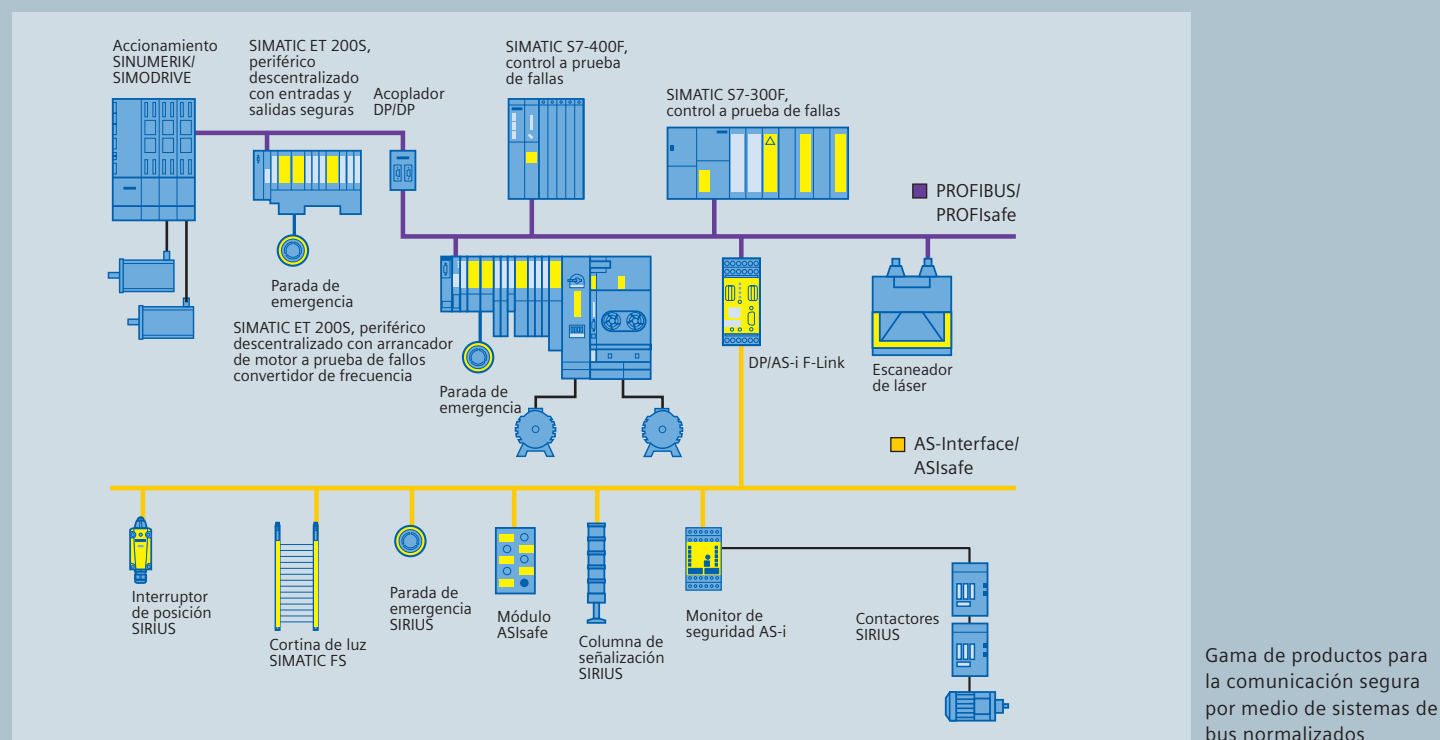 Accionamiento
SINUMERIK/
SIMODRIVE
SIMATIC ET 200S,
periférico
descentralizado
con entradas y
salidas seguras
Acoplador
DP/DP
SIMATIC S7-400F,
control a prueba
de fallas
SIMATIC S7-300F,
control a prueba de fallas
PROFIBUS/
PROFIsafe
Parada de
emergencia
SIMATIC ET 200S, periférico
descentralizado con arrancador
de motor a prueba de fallos
convertidor de frecuencia
Parada de
emergencia
DP/AS-i F-Link
Escaneador
de láser
AS-Interface/
ASIsafe
Interruptor
de posición
SIRIUS
Cortina de luz
SIMATIC FS
Parada de
emergencia
SIRIUS
Módulo
ASIsafe
Columna de
señalización
SIRIUS
Monitor de
seguridad AS-i
Contactores
SIRIUS
Gama de productos para
la comunicación segura
por medio de sistemas de
bus normalizados